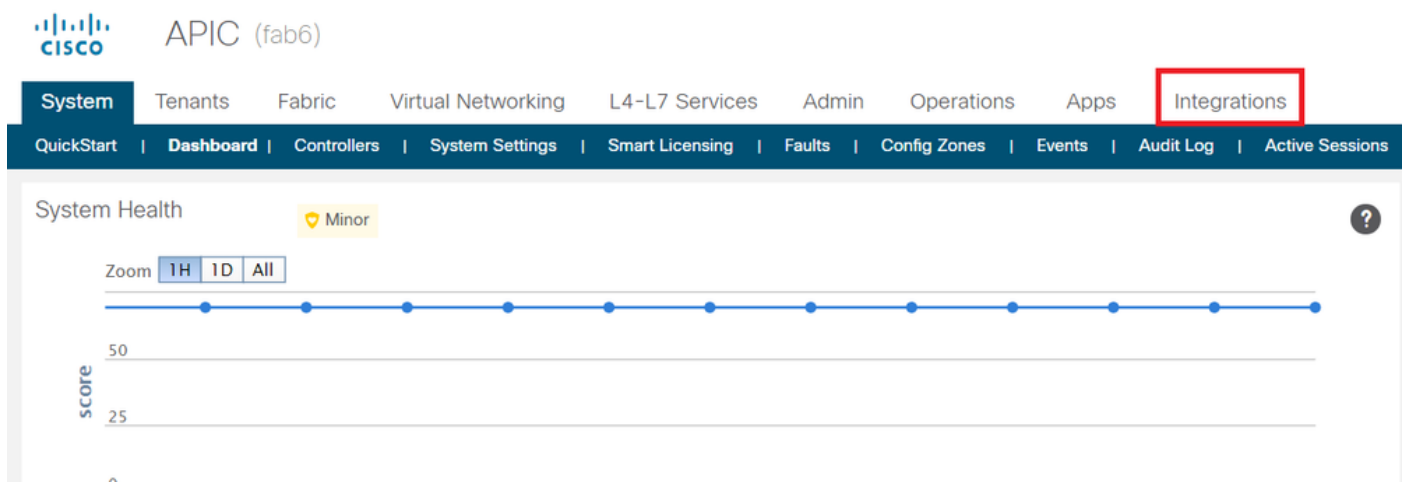 CISCO APIC (fab6)
System Tenants Fabric Virtual Networking L4-L7 Services Admin Operations Apps Integrations
QuickStart | Dashboard | Controllers | System Settings | Smart Licensing | Faults | Config Zones | Events | Audit Log | Active Sessions
System Health Minor ?
Zoom 1H 1D All
50
score
25